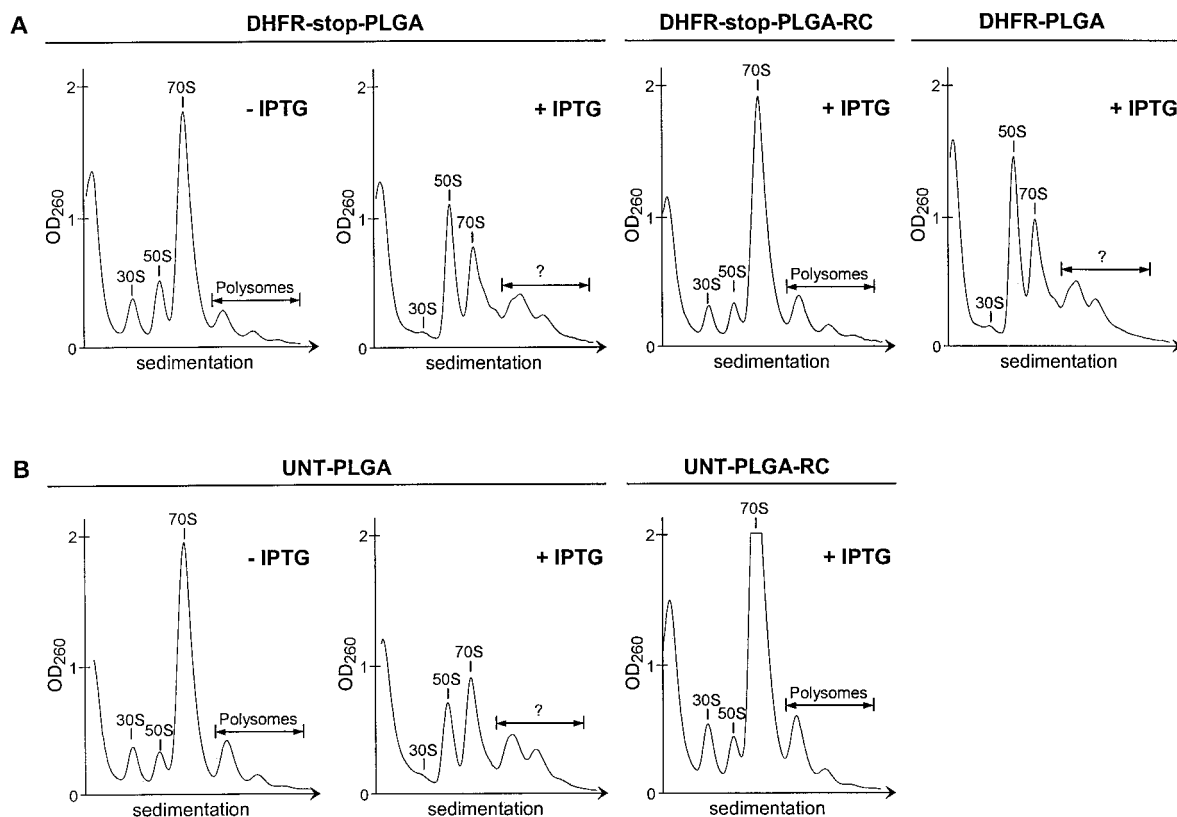 A
DHFR-stop-PLGA
DHFR-stop-PLGA-RC
DHFR-PLGA
OD260
2
1
0
30S
50S
70S
- IPTG
Polysomes
sedimentation
OD260
2
1
0
30S
50S
70S
+ IPTG
?
sedimentation
OD260
2
1
0
30S
50S
70S
+ IPTG
Polysomes
sedimentation
OD260
2
1
0
30S
50S
70S
+ IPTG
?
sedimentation
B
UNT-PLGA
UNT-PLGA-RC
OD260
2
1
0
30S
50S
70S
- IPTG
Polysomes
sedimentation
OD260
2
1
0
30S
50S
70S
+ IPTG
?
sedimentation
OD260
2
1
0
30S
50S
70S
+ IPTG
Polysomes
sedimentation